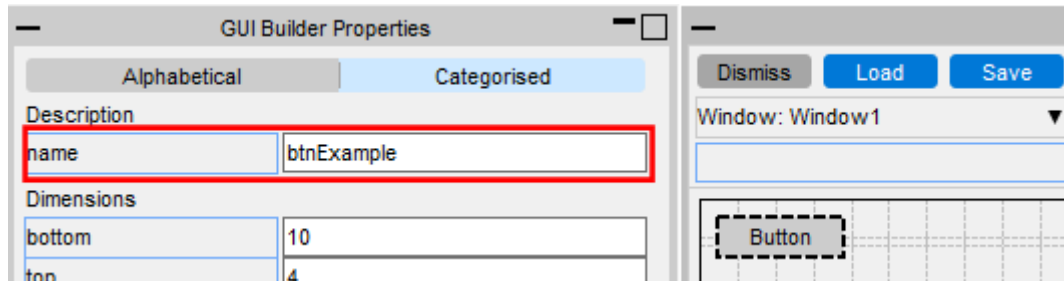 GUI Builder Properties
Alphabetical Categorised
Description
name btnExample
Dimensions
bottom 10
top 4
Dismiss Load Save
Window: Window1
Button